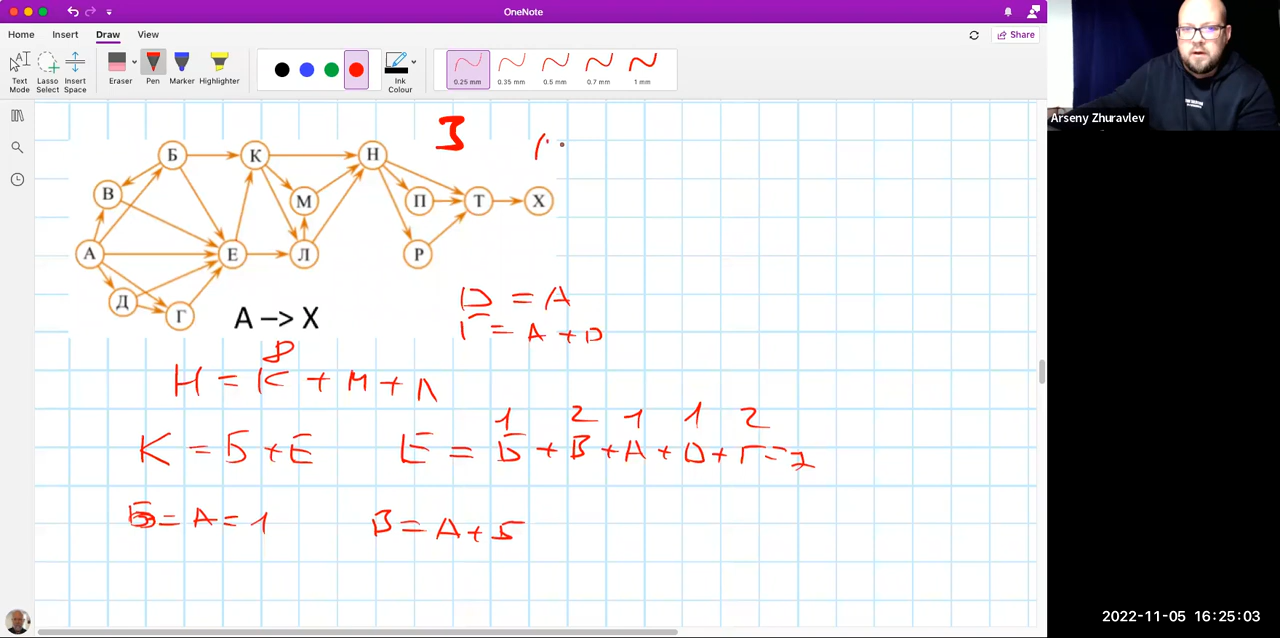 OneNote
Home Insert Draw View
Share
Text Mode
Lasso Select
Insert Space
Eraser
Pen
Marker
Highlighter
Ink Colour
0.25 mm
0.35 mm
0.5 mm
0.7 mm
1 mm
Arseny Zhuravlev
3
Б К Н
В М П Т Х
А Е Л Р
Д Г
A –> X
D = A
Г = A + D
8
H = K + M + Л
1 2 1 1 2
K = Б + E E = Б + B + A + D + Г = 7
Б = A = 1 B = A + Б
2022-11-05 16:25:03